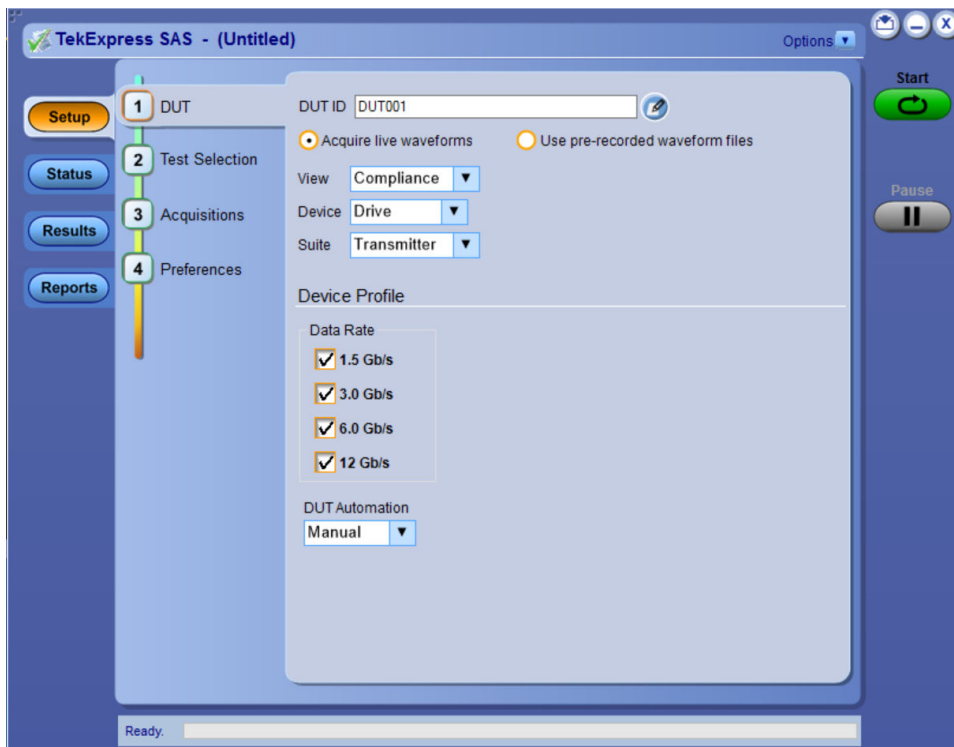 TekExpress SAS - (Untitled)
Options
X
Start
Pause
Setup
Status
Results
Reports
1 DUT
2 Test Selection
3 Acquisitions
4 Preferences
DUT ID DUT001
Acquire live waveforms
Use pre-recorded waveform files
View Compliance
Device Drive
Suite Transmitter
Device Profile
Data Rate
1.5 Gb/s
3.0 Gb/s
6.0 Gb/s
12 Gb/s
DUT Automation
Manual
Ready.